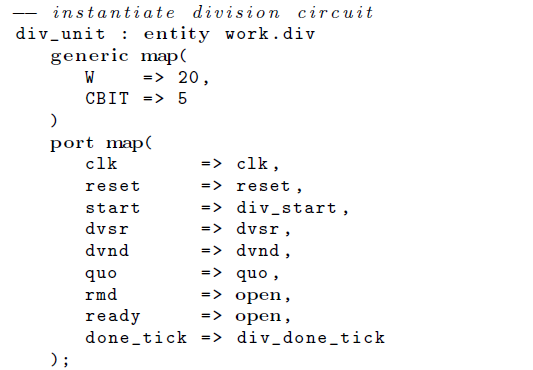 -- instantiate division circuit
div_unit : entity work.div
generic map(
W => 20,
CBIT => 5
)
port map(
clk => clk,
reset => reset,
start => div_start,
dvsr => dvsr,
dvnd => dvnd,
quo => quo,
rmd => open,
ready => open,
done_tick => div_done_tick
);